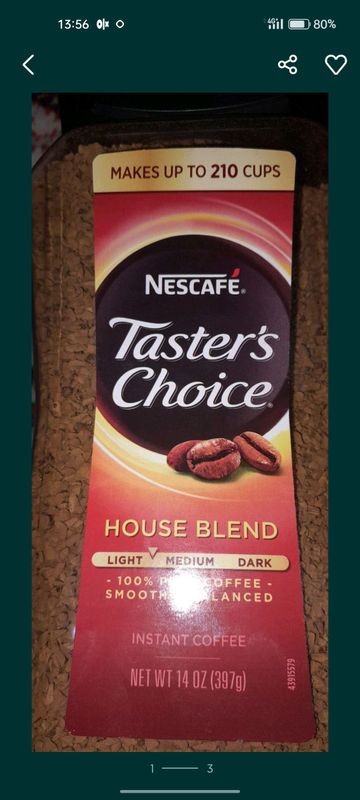 13:56
4G
80%
MAKES UP TO 210 CUPS
NESCAFÉ®
Taster's
Choice®
HOUSE BLEND
LIGHT MEDIUM DARK
- 100% COFFEE -
SMOOTH
INSTANT COFFEE
NET WT 14 OZ (397g)
43915579
1 3